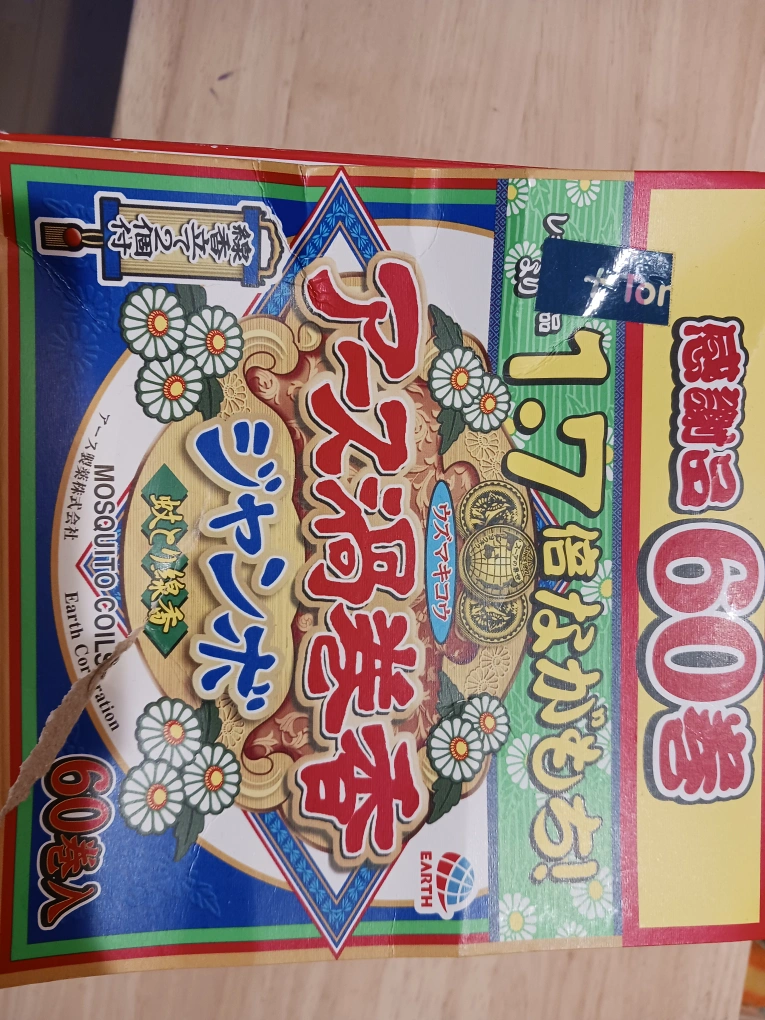 感謝品 60巻
1.7倍ながもち!
アース渦巻香
ウズマキコウ
ジャンボ
蚊とり線香
線香立て2個付
MOSQUITO COILS
アース製薬株式会社
Earth Corporation
EARTH
60巻入